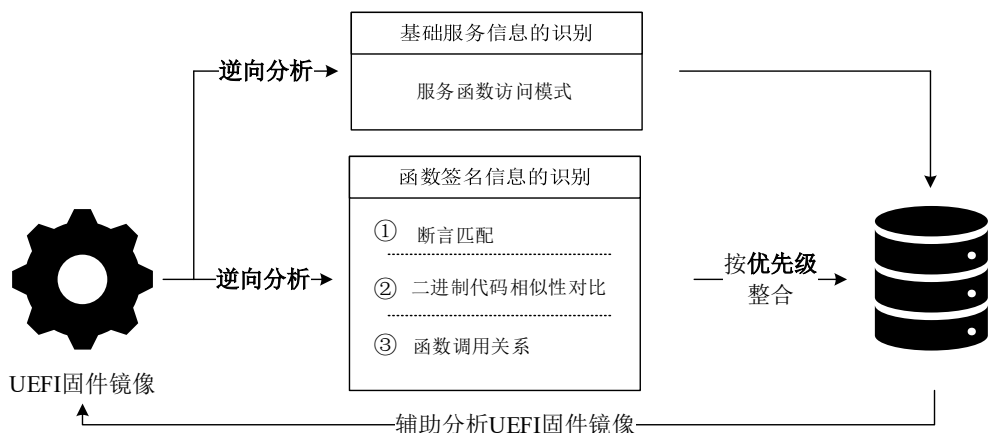 基础服务信息的识别
逆向分析
服务函数访问模式
函数签名信息的识别
① 断言匹配
逆向分析
② 二进制代码相似性对比
③ 函数调用关系
按优先级
整合
UEFI固件镜像
辅助分析UEFI固件镜像